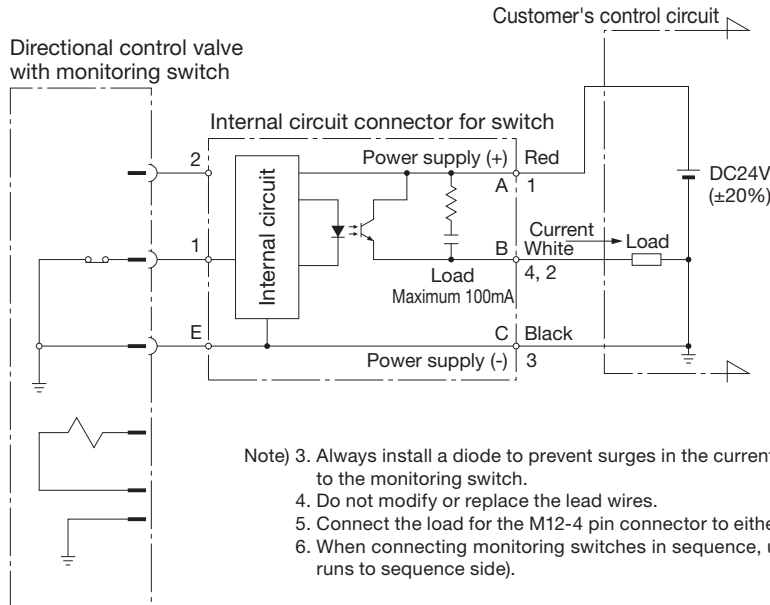 Customer's control circuit
Directional control valve
with monitoring switch
Internal circuit connector for switch
2
Power supply (+)
Red
A
1
DC24V
(±20%)
Internal circuit
1
Current
B
White
Load
Load
4, 2
Maximum 100mA
E
C
Black
Power supply (-)
3
Note) 3. Always install a diode to prevent surges in the current
to the monitoring switch.
4. Do not modify or replace the lead wires.
5. Connect the load for the M12-4 pin connector to
6. When connecting monitoring switches in sequence,
runs to sequence side).